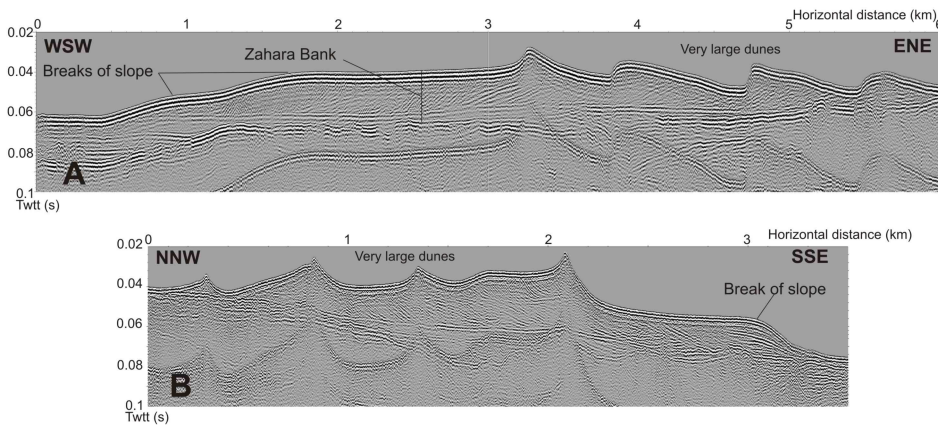 Horizontal distance (km)
0 1 2 3 4 5 6
0.02
WSW
Zahara Bank
Very large dunes
ENE
Breaks of slope
0.04
0.06
0.08
A
0.1
Twtt (s)
Horizontal distance (km)
0 1 2 3
0.02
NNW
Very large dunes
SSE
0.04
Break of slope
0.06
0.08
B
0.1
Twtt (s)